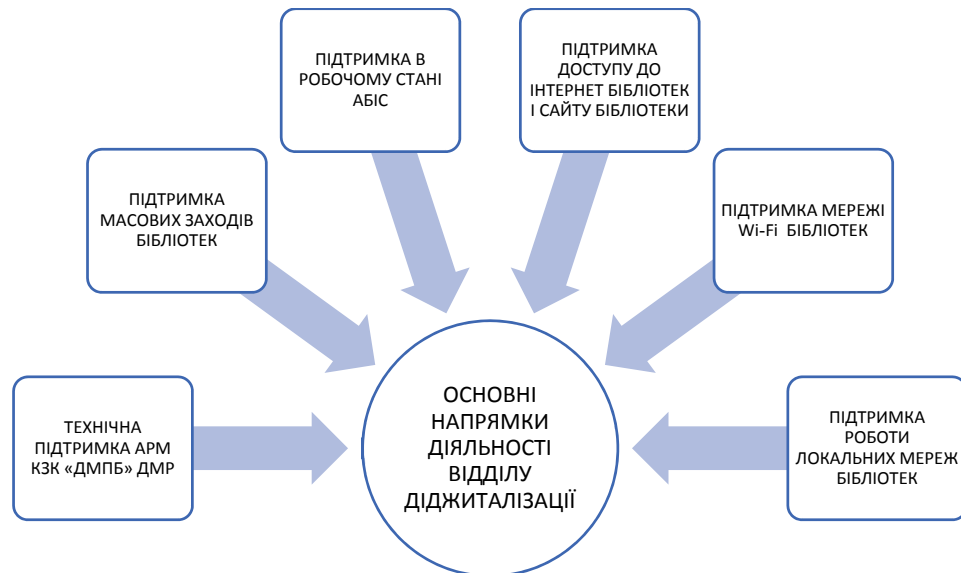 ПІДТРИМКА В
РОБОЧОМУ СТАНІ
АБІС
ПІДТРИМКА
ДОСТУПУ ДО
ІНТЕРНЕТ БІБЛІОТЕК
І САЙТУ БІБЛІОТЕКИ
ПІДТРИМКА
МАСОВИХ ЗАХОДІВ
БІБЛІОТЕК
ПІДТРИМКА МЕРЕЖІ
Wi-Fi БІБЛІОТЕК
ТЕХНІЧНА
ПІДТРИМКА АРМ
КЗК «ДМПБ» ДМР
ОСНОВНІ
НАПРЯМКИ
ДІЯЛЬНОСТІ
ВІДДІЛУ
ДІДЖИТАЛІЗАЦІЇ
ПІДТРИМКА
РОБОТИ
ЛОКАЛЬНИХ МЕРЕЖ
БІБЛІОТЕК